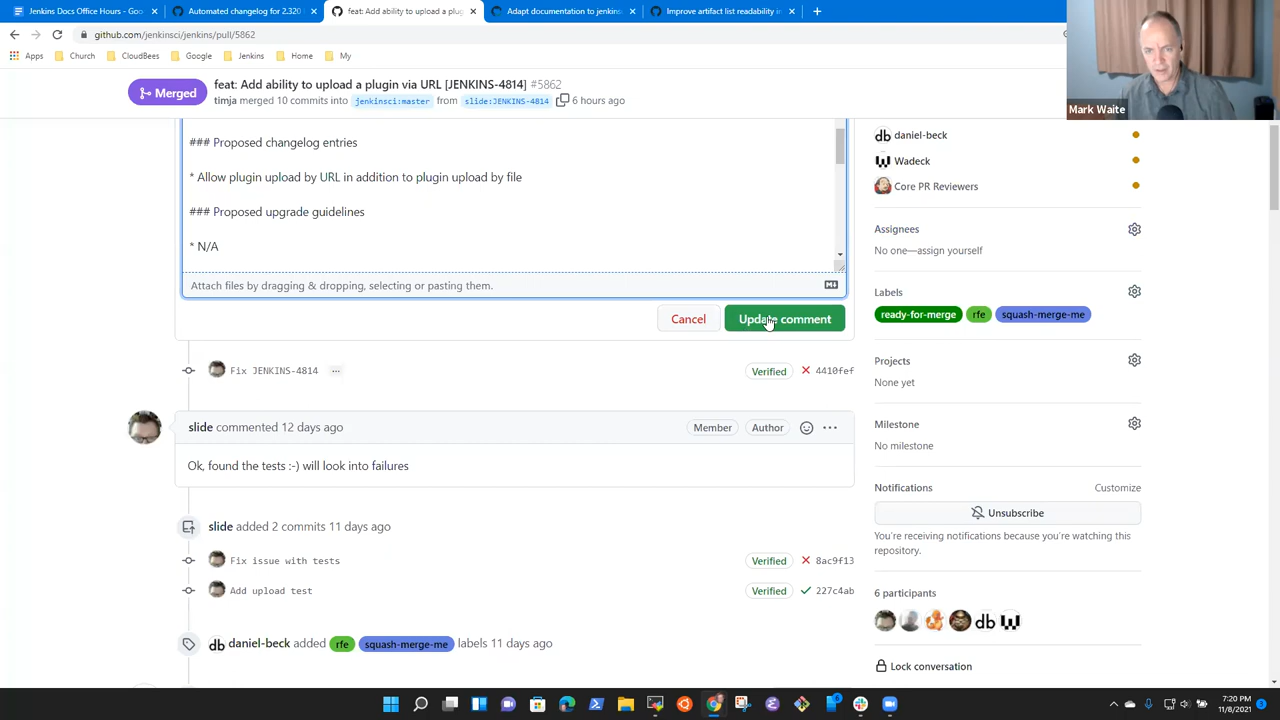 Jenkins Docs Office Hours - Goo
Automated changelog for 2.320
feat: Add ability to upload a plug
Adapt documentation to jenkins-
Improve artifact list readability in
github.com/jenkinsci/jenkins/pull/5862
Apps
Church
CloudBees
Google
Jenkins
Home
My
Merged
feat: Add ability to upload a plugin via URL [JENKINS-4814] #5862
timja merged 10 commits into jenkinsci:master from slide:JENKINS-4814 6 hours ago
Mark Waite
### Proposed changelog entries
* Allow plugin upload by URL in addition to plugin upload by file
### Proposed upgrade guidelines
* N/A
Attach files by dragging & dropping, selecting or pasting them.
Cancel
Update comment
Fix JENKINS-4814 ...
Verified
4410fef
slide commented 12 days ago
Member
Author
Ok, found the tests :-) will look into failures
slide added 2 commits 11 days ago
Fix issue with tests
Verified
8ac9f13
Add upload test
Verified
227c4ab
daniel-beck added rfe squash-merge-me labels 11 days ago
daniel-beck
Wadeck
Core PR Reviewers
Assignees
No one—assign yourself
Labels
ready-for-merge
rfe
squash-merge-me
Projects
None yet
Milestone
No milestone
Notifications
Customize
Unsubscribe
You're receiving notifications because you're watching this
repository.
6 participants
Lock conversation
7:20 PM
11/8/2021